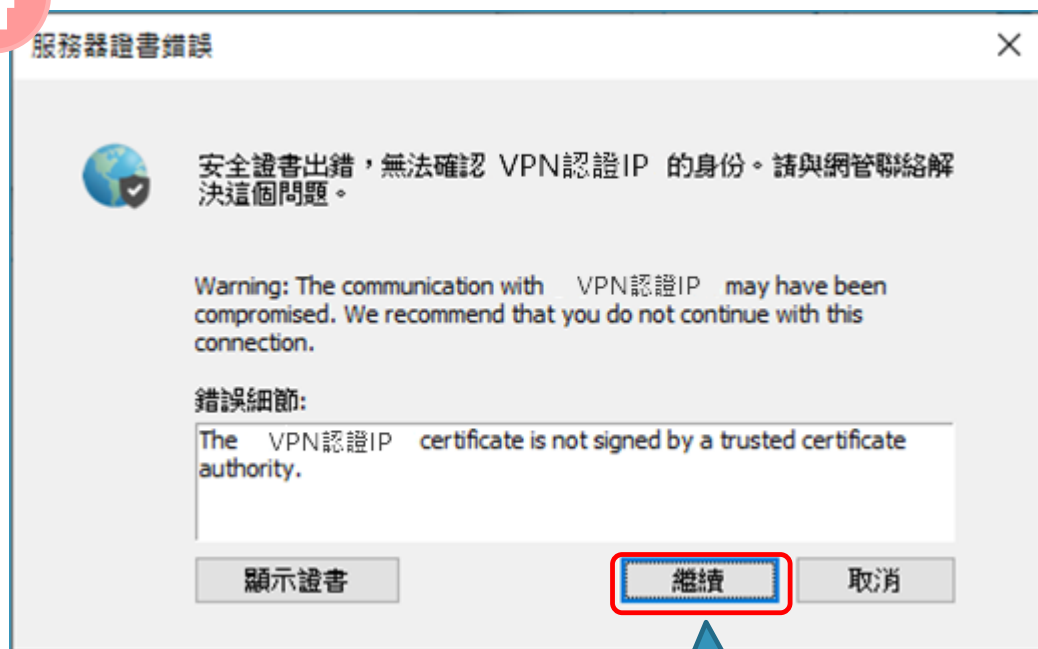 服務器證書錯誤
安全證書出錯，無法確認 VPN認證IP 的身份。請與網管聯絡解
決這個問題。
Warning: The communication with VPN認證IP may have been
compromised. We recommend that you do not continue with this
connection.
錯誤細節:
The VPN認證IP certificate is not signed by a trusted certificate
authority.
顯示證書 繼續 取消